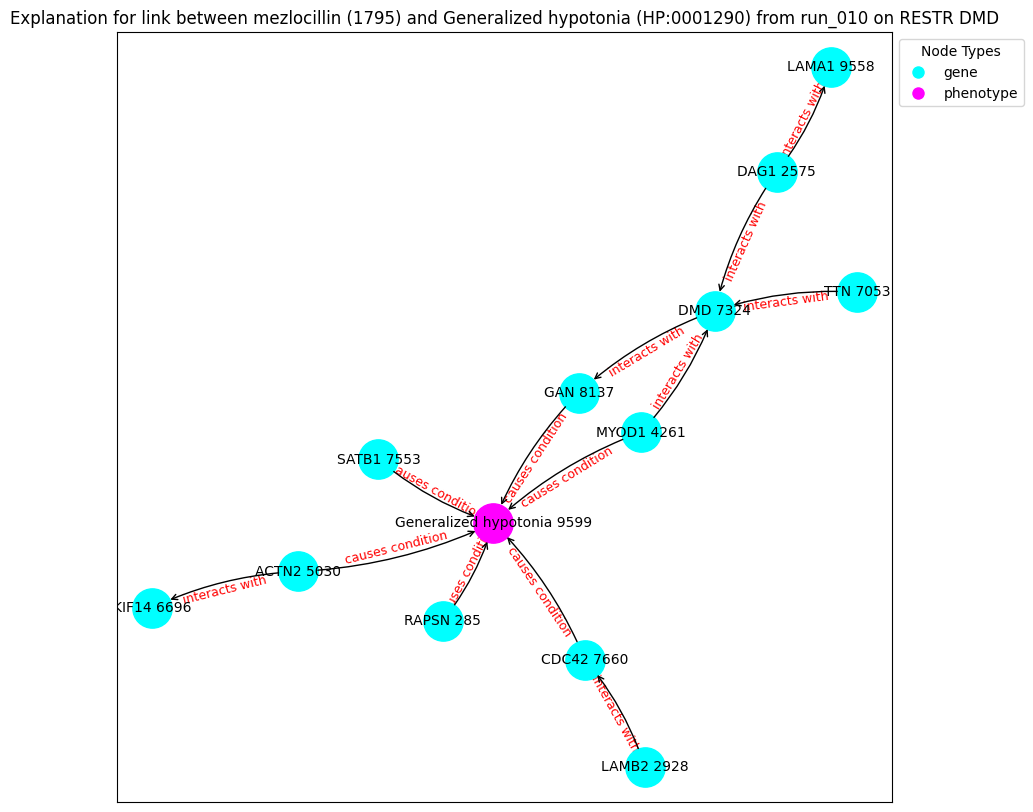 Explanation for link between mezlocillin (1795) and Generalized hypotonia (HP:0001290) from run_010 on RESTR DMD
Node Types
gene
phenotype
LAMA1 9558
interacts with
DAG1 2575
interacts with
TTN 7053
interacts with
DMD 7324
interacts with
interacts with
GAN 8137
MYOD1 4261
causes condition
causes condition
SATB1 7553
causes condition
Generalized hypotonia 9599
causes condition
causes condition
causes condition
ACTN2 5030
interacts with
KIF14 6696
RAPSN 285
CDC42 7660
interacts with
LAMB2 2928